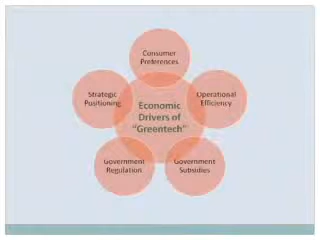 Consumer
Preferences
Strategic
Positioning
Operational
Efficiency
Economic
Drivers of
"Greentech"
Government
Regulation
Government
Subsidies